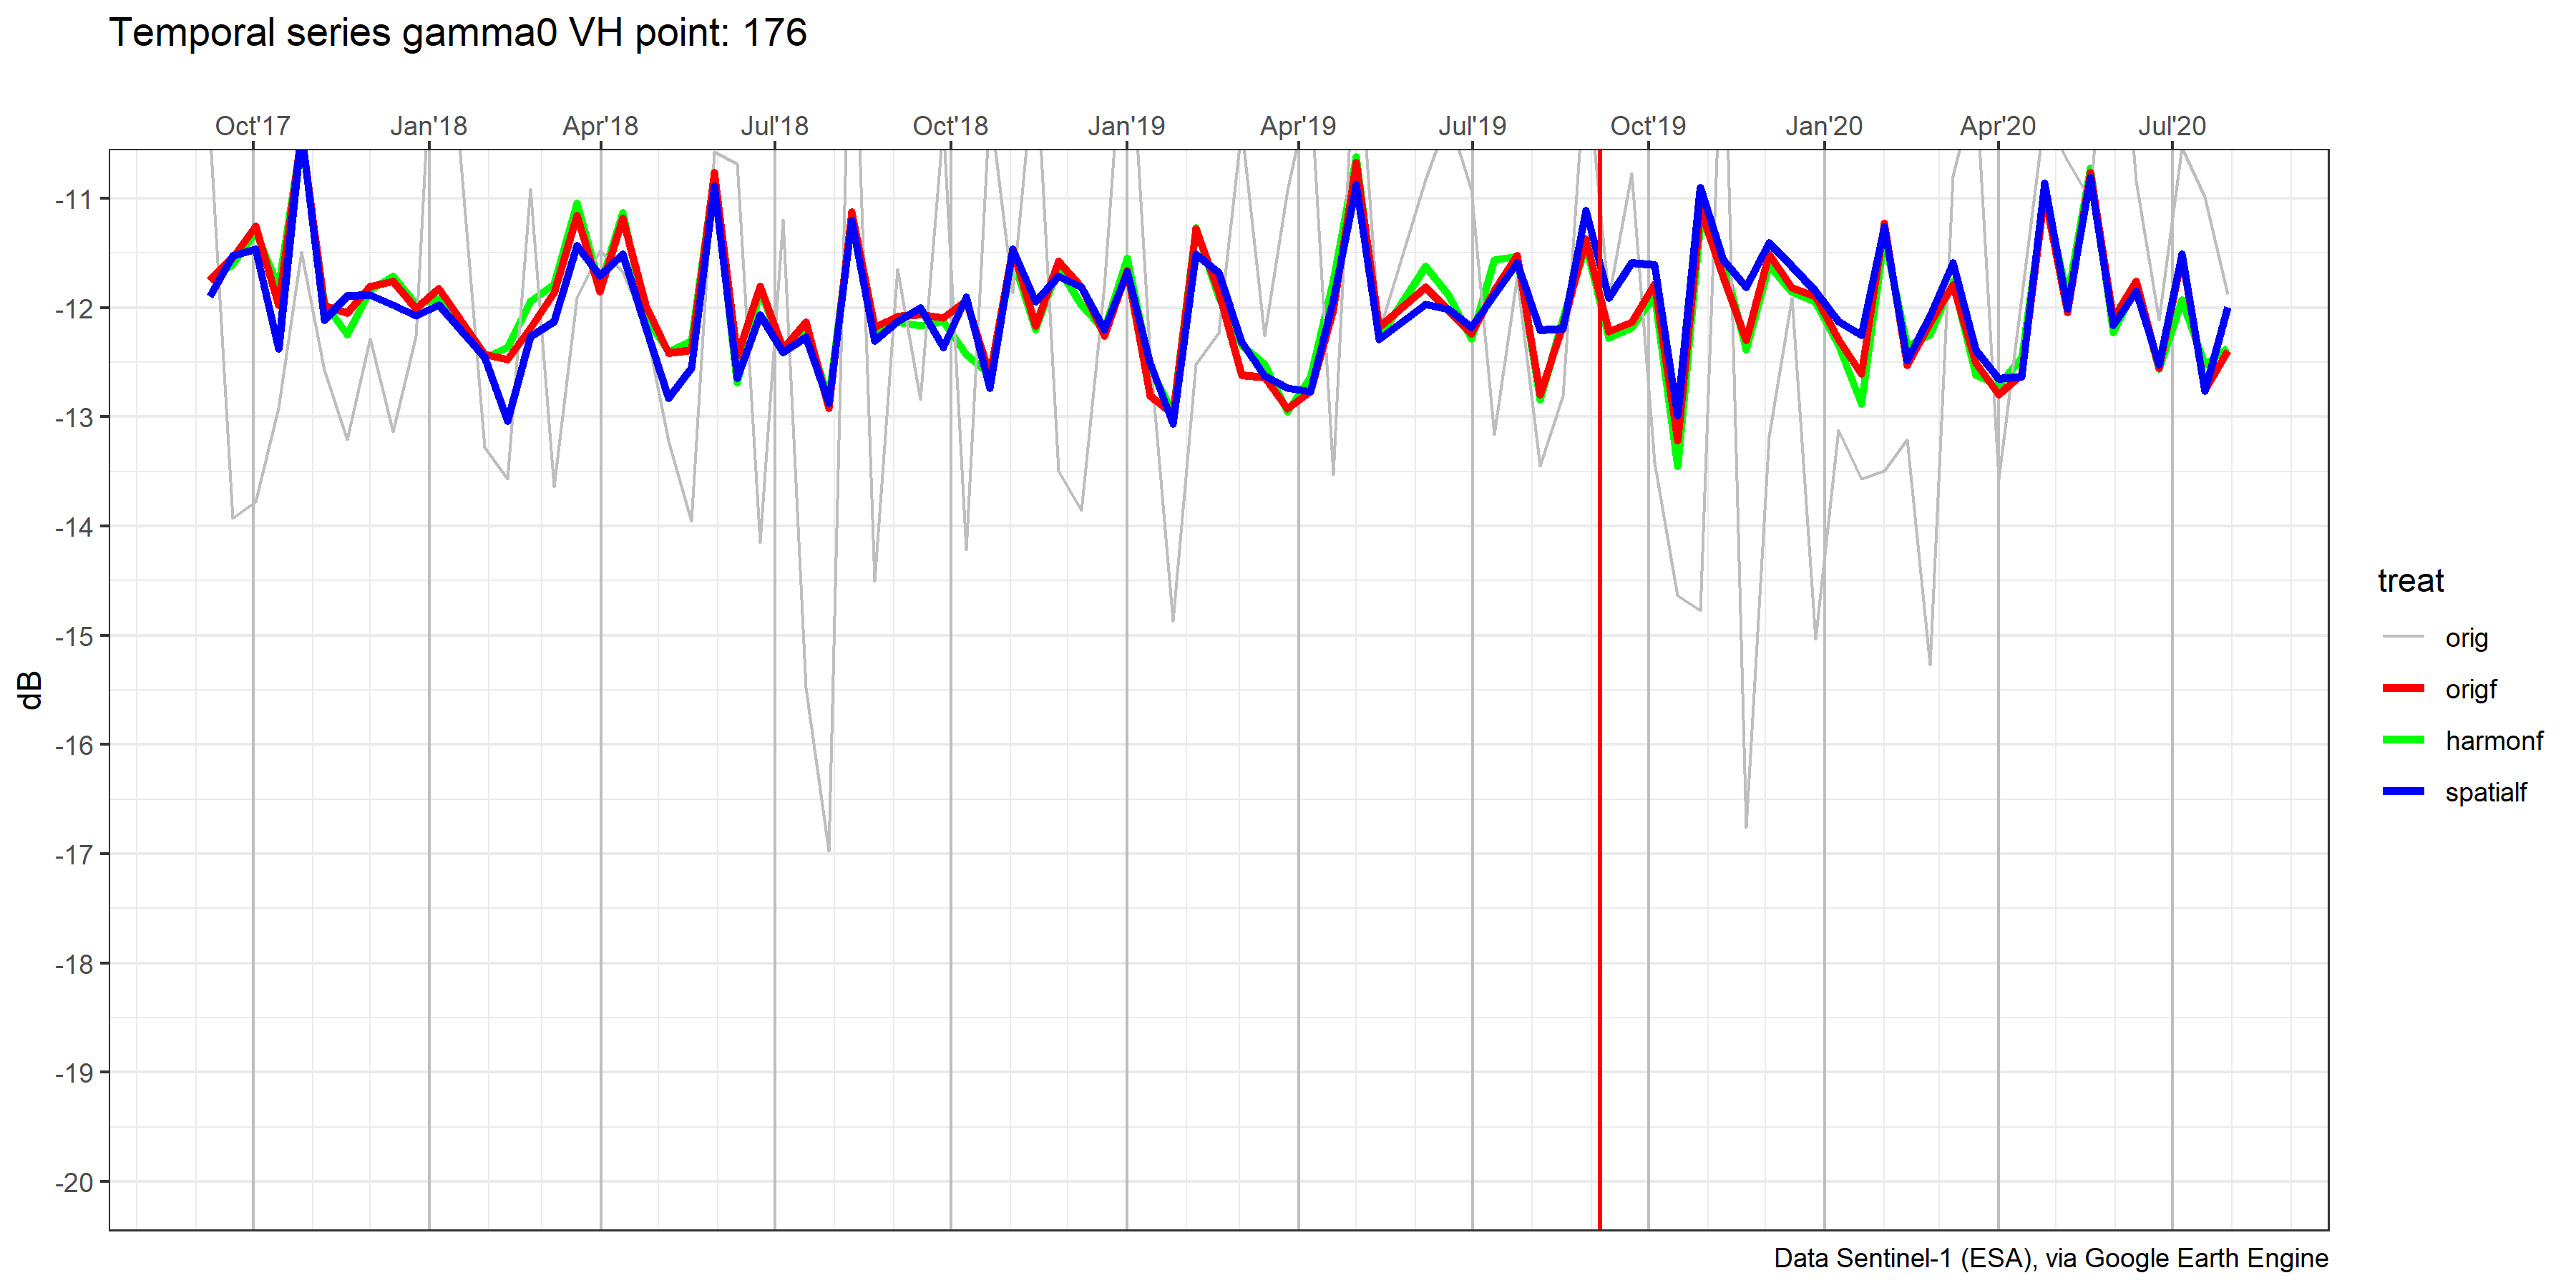 Temporal series gamma0 VH point: 176
Oct'17 Jan'18 Apr'18 Jul'18 Oct'18 Jan'19 Apr'19 Jul'19 Oct'19 Jan'20 Apr'20 Jul'20
-11
-12
-13
-14
-15
-16
-17
-18
-19
-20
dB
treat
orig
origf
harmonf
spatialf
Data Sentinel-1 (ESA), via Google Earth Engine